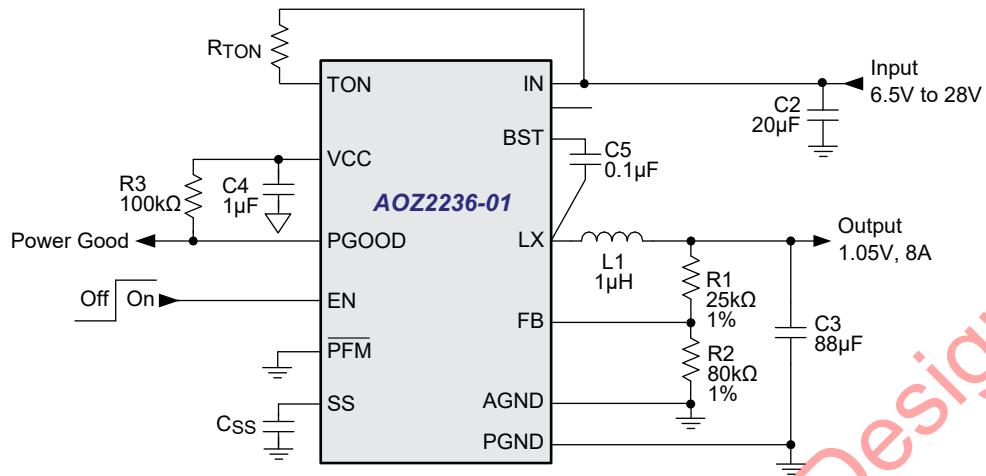 RTON
TON
IN
Input
6.5V to 28V
C2
20µF
BST
C5
0.1µF
VCC
R3
100kΩ
C4
1µF
AOZ2236-01
Power Good
PGOOD
LX
L1
1µH
Output
1.05V, 8A
R1
25kΩ
1%
Off
On
EN
FB
C3
88µF
PFM
R2
80kΩ
1%
SS
CSS
AGND
PGND
Design